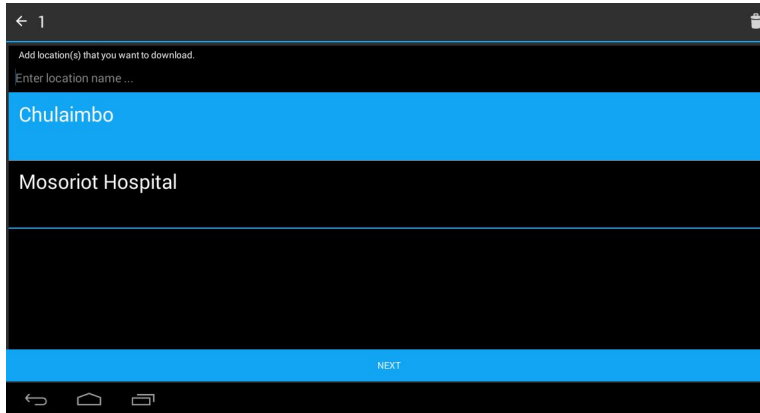 1
Add location(s) that you want to download.
Enter location name ...
Chulaimbo
Mosoriot Hospital
NEXT